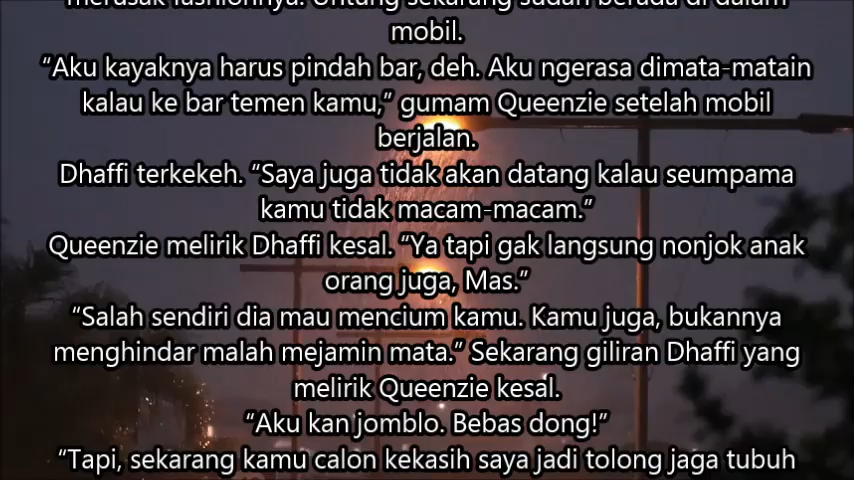 merusak fashionnya. Untung sekarang sudah berada di dalam
mobil.
“Aku kayaknya harus pindah bar, deh. Aku ngerasa dimata-matain
kalau ke bar temen kamu,” gumam Queenzie setelah mobil
berjalan.
Dhaffi terkekeh. “Saya juga tidak akan datang kalau seumpama
kamu tidak macam-macam.”
Queenzie melirik Dhaffi kesal. “Ya tapi gak langsung nonjok anak
orang juga, Mas.”
“Salah sendiri dia mau mencium kamu. Kamu juga, bukannya
menghindar malah mejamin mata.” Sekarang giliran Dhaffi yang
melirik Queenzie kesal.
“Aku kan jomblo. Bebas dong!”
“Tapi, sekarang kamu calon kekasih saya jadi tolong jaga tubuh